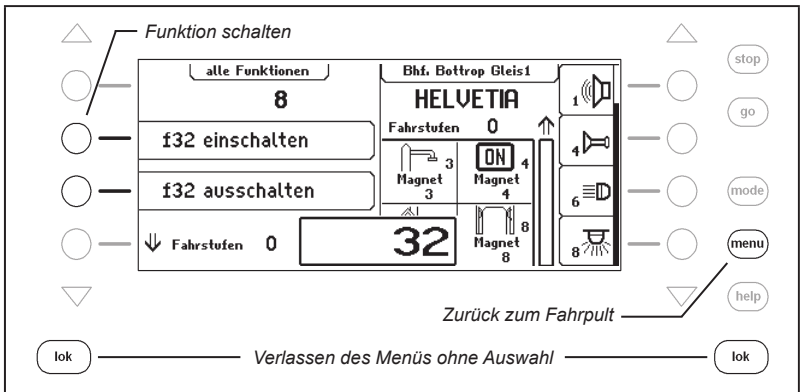 Funktion schalten
stop
go
mode
menu
help
alle Funktionen
8
f32 einschalten
f32 ausschalten
Fahrstufen 0
32
Bhf. Bottrop Gleis1
HELVETIA
Fahrstufen 0
3
Magnet
3
ON 4
Magnet
4
8
Magnet
8
1
4
6
8
Zurück zum Fahrpult
lok
Verlassen des Menüs ohne Auswahl
lok